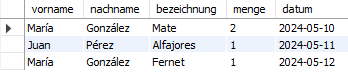 vorname nachname bezeichnung menge datum
María González Mate 2 2024-05-10
Juan Pérez Alfajores 1 2024-05-11
María González Fernet 1 2024-05-12